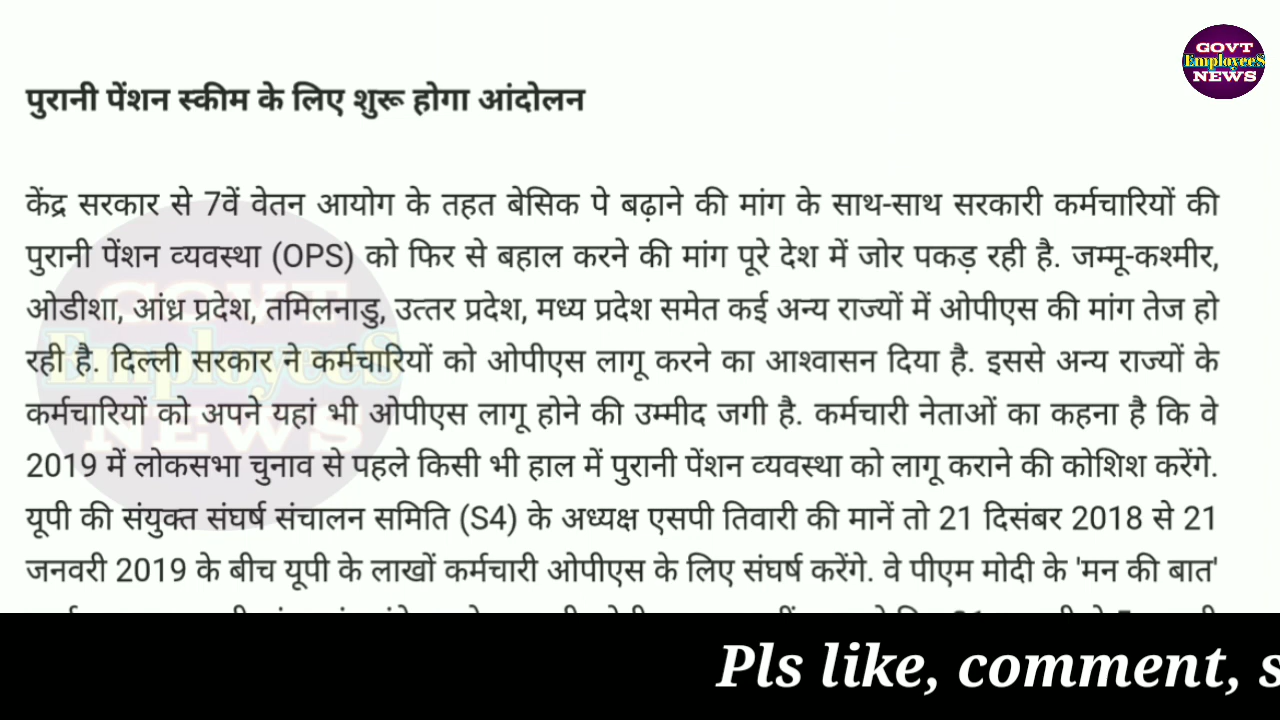 GOVT
EmployeeS
NEWS
पुरानी पेंशन स्कीम के लिए शुरू होगा आंदोलन
केंद्र सरकार से 7वें वेतन आयोग के तहत बेसिक पे बढ़ाने की मांग के साथ-साथ सरकारी कर्मचारियों की
पुरानी पेंशन व्यवस्था (OPS) को फिर से बहाल करने की मांग पूरे देश में जोर पकड़ रही है. जम्मू-कश्मीर,
ओडीशा, आंध्र प्रदेश, तमिलनाडु, उत्तर प्रदेश, मध्य प्रदेश समेत कई अन्य राज्यों में ओपीएस की मांग तेज हो
रही है. दिल्ली सरकार ने कर्मचारियों को ओपीएस लागू करने का आश्वासन दिया है. इससे अन्य राज्यों के
कर्मचारियों को अपने यहां भी ओपीएस लागू होने की उम्मीद जगी है. कर्मचारी नेताओं का कहना है कि वे
2019 में लोकसभा चुनाव से पहले किसी भी हाल में पुरानी पेंशन व्यवस्था को लागू कराने की कोशिश करेंगे.
यूपी की संयुक्त संघर्ष संचालन समिति (S4) के अध्यक्ष एसपी तिवारी की मानें तो 21 दिसंबर 2018 से 21
जनवरी 2019 के बीच यूपी के लाखों कर्मचारी ओपीएस के लिए संघर्ष करेंगे. वे पीएम मोदी के 'मन की बात'
GOVT
EmployeeS
NEWS
Pls like, comment, s